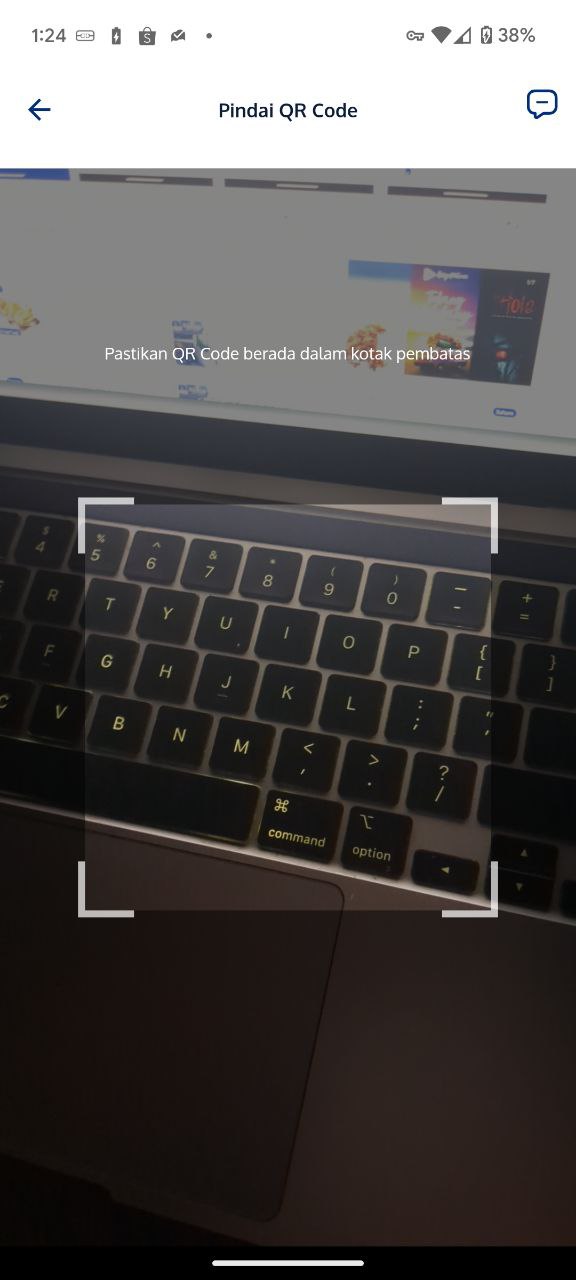 1:24
38%
Pindai QR Code
Pastikan QR Code berada dalam kotak pembatas
$ % ^ & * ( ) — +
4 5 6 7 8 9 0 - =
R T Y U I O P { [ } ]
F G H J K L : ; " '
C V B N M < , > . ? /
⌘ ⌥
command option